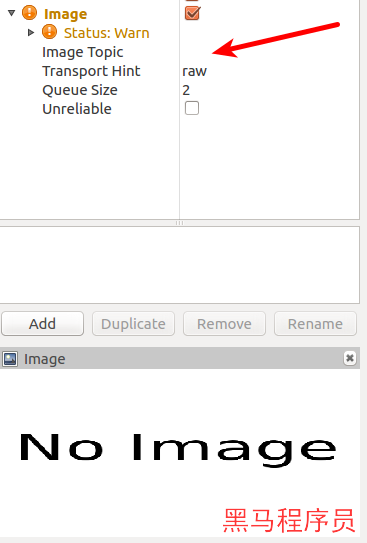 Image
Status: Warn
Image Topic
Transport Hint raw
Queue Size 2
Unreliable
Add Duplicate Remove Rename
Image
No Image
黑马程序员